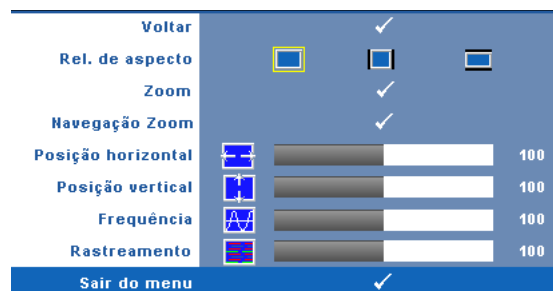 Voltar
Rel. de aspecto
Zoom
Navegação Zoom
Posição horizontal 100
Posição vertical 100
Frequência 100
Rastreamento 100
Sair do menu